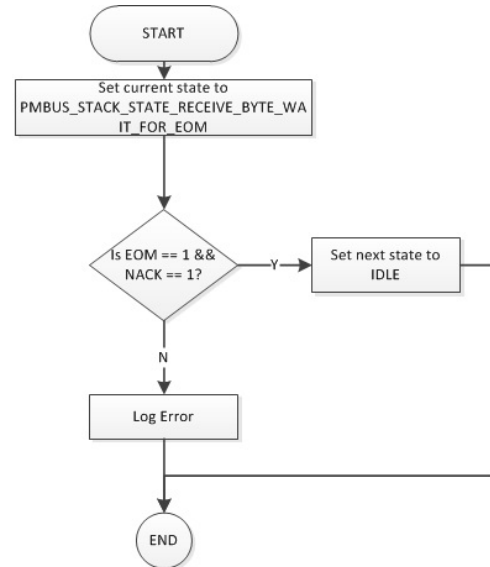 START
Set current state to
PMBUS_STACK_STATE_RECEIVE_BYTE_WA
IT_FOR_EOM
Is EOM == 1 &&
NACK == 1?
Y
Set next state to
IDLE
N
Log Error
END